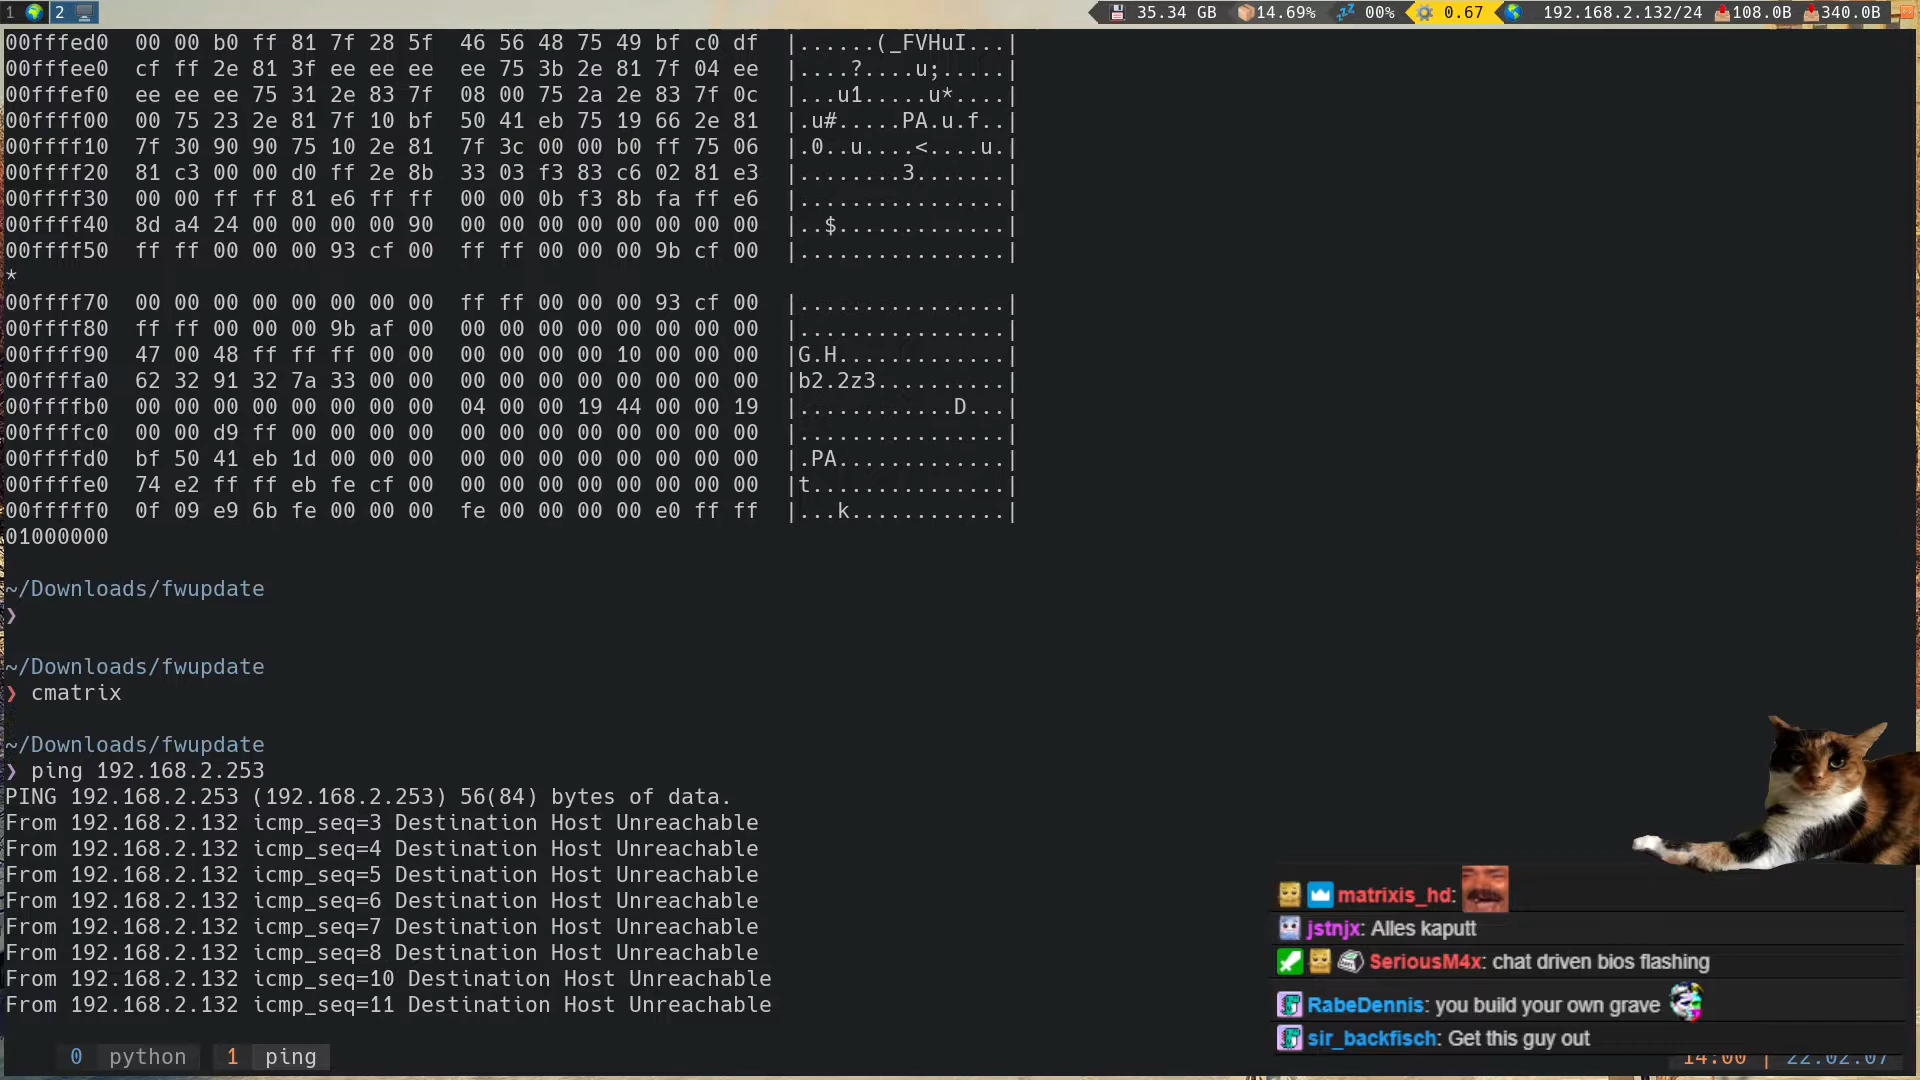 1 2 35.34 GB 14.69% 00% 0.67 192.168.2.132/24 108.0B 340.0B
00fffed0 00 00 b0 ff 81 7f 28 5f 46 56 48 75 49 bf c0 df |......(_FVHuI...|
00fffee0 cf ff 2e 81 3f ee ee ee ee 75 3b 2e 81 7f 04 ee |....?....u;.....|
00fffef0 ee ee ee 75 31 2e 83 7f 08 00 75 2a 2e 83 7f 0c |...u1.....u*....|
00ffff00 00 75 23 2e 81 7f 10 bf 50 41 eb 75 19 66 2e 81 |.u#.....PA.u.f..|
00ffff10 7f 30 90 90 75 10 2e 81 7f 3c 00 00 b0 ff 75 06 |.0..u....<....u.|
00ffff20 81 c3 00 00 d0 ff 2e 8b 33 03 f3 83 c6 02 81 e3 |........3.......|
00ffff30 00 00 ff ff 81 e6 ff ff 00 00 0b f3 8b fa ff e6 |................|
00ffff40 8d a4 24 00 00 00 00 90 00 00 00 00 00 00 00 00 |..$.............|
00ffff50 ff ff 00 00 00 93 cf 00 ff ff 00 00 00 9b cf 00 |................|
*
00ffff70 00 00 00 00 00 00 00 00 ff ff 00 00 00 93 cf 00 |................|
00ffff80 ff ff 00 00 00 9b af 00 00 00 00 00 00 00 00 00 |................|
00ffff90 47 00 48 ff ff ff 00 00 00 00 00 00 10 00 00 00 |G.H.............|
00ffffa0 62 32 91 32 7a 33 00 00 00 00 00 00 00 00 00 00 |b2.2z3..........|
00ffffb0 00 00 00 00 00 00 00 00 04 00 00 19 44 00 00 19 |............D...|
00ffffc0 00 00 d9 ff 00 00 00 00 00 00 00 00 00 00 00 00 |................|
00ffffd0 bf 50 41 eb 1d 00 00 00 00 00 00 00 00 00 00 00 |.PA.............|
00ffffe0 74 e2 ff ff eb fe cf 00 00 00 00 00 00 00 00 00 |t...............|
00fffff0 0f 09 e9 6b fe 00 00 00 fe 00 00 00 00 e0 ff ff |...k............|
01000000
~/Downloads/fwupdate
❯
~/Downloads/fwupdate
❯ cmatrix
~/Downloads/fwupdate
❯ ping 192.168.2.253
PING 192.168.2.253 (192.168.2.253) 56(84) bytes of data.
From 192.168.2.132 icmp_seq=3 Destination Host Unreachable
From 192.168.2.132 icmp_seq=4 Destination Host Unreachable
From 192.168.2.132 icmp_seq=5 Destination Host Unreachable
From 192.168.2.132 icmp_seq=6 Destination Host Unreachable
From 192.168.2.132 icmp_seq=7 Destination Host Unreachable
From 192.168.2.132 icmp_seq=8 Destination Host Unreachable
From 192.168.2.132 icmp_seq=10 Destination Host Unreachable
From 192.168.2.132 icmp_seq=11 Destination Host Unreachable
matrixis_hd:
jstnjx: Alles kaputt
SeriousM4x: chat driven bios flashing
RabeDennis: you build your own grave
sir_backfisch: Get this guy out
0 python 1 ping 14:00 | 22.02.07